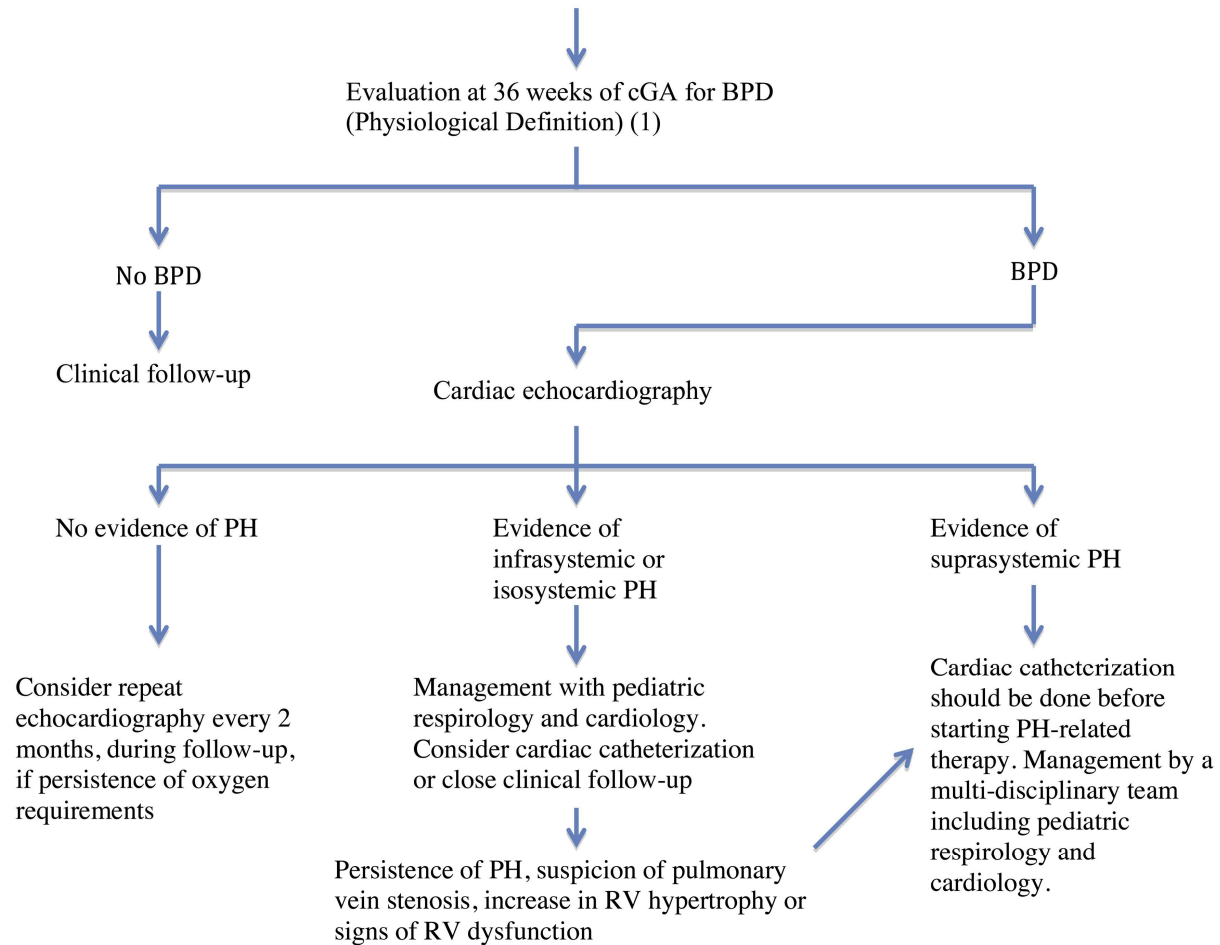 Evaluation at 36 weeks of cGA for BPD
(Physiological Definition) (1)
No BPD
BPD
Clinical follow-up
Cardiac echocardiography
No evidence of PH
Evidence of
infrasystemic or
isosystemic PH
Evidence of
suprasystemic PH
Consider repeat
echocardiography every 2
months, during follow-up,
if persistence of oxygen
requirements
Management with pediatric
respirology and cardiology.
Consider cardiac catheterization
or close clinical follow-up
Cardiac catheterization
should be done before
starting PH-related
therapy. Management by a
multi-disciplinary team
including pediatric
respirology and
cardiology.
Persistence of PH, suspicion of pulmonary
vein stenosis, increase in RV hypertrophy or
signs of RV dysfunction